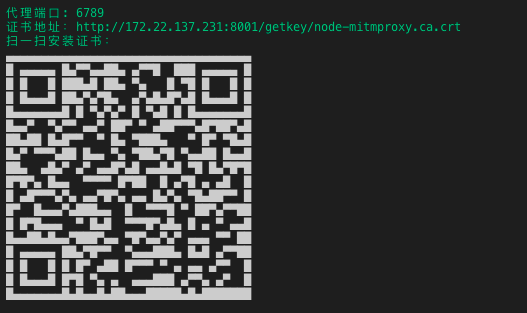 代理端口: 6789
证书地址: http://172.22.137.231:8001/getkey/node-mitmproxy.ca.crt
扫一扫安装证书: